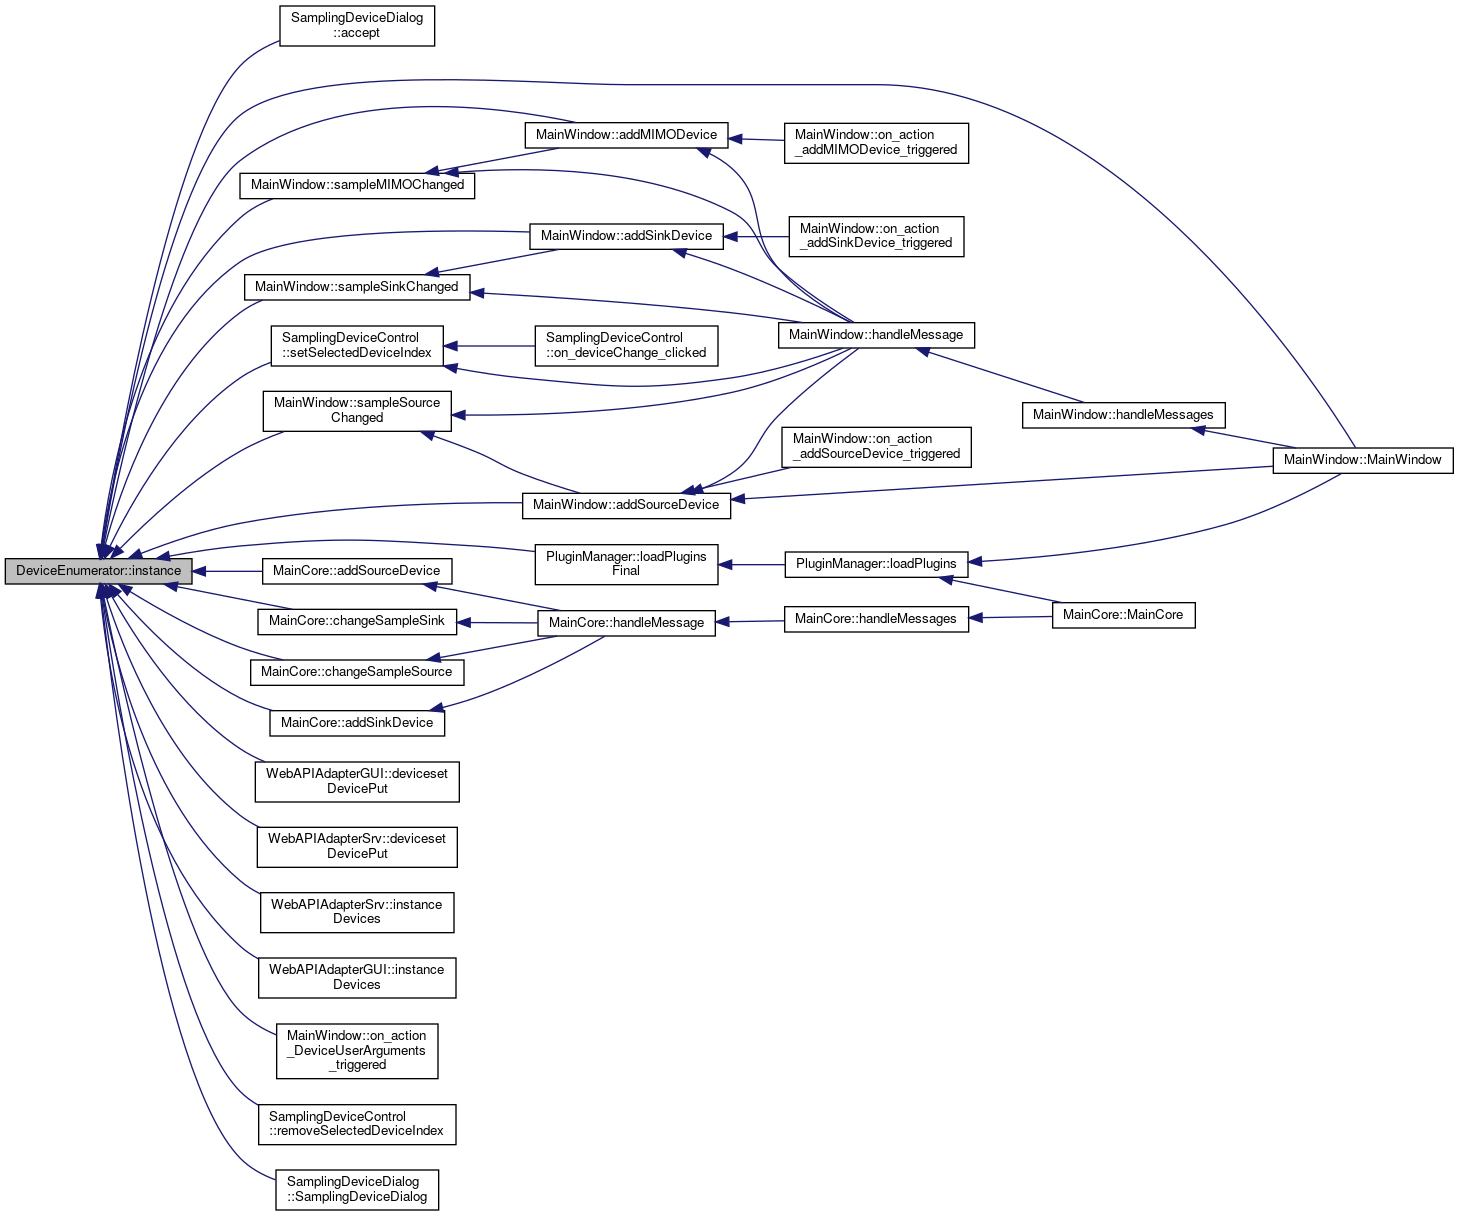 SamplingDeviceDialog
::accept
MainWindow::addMIMODevice
MainWindow::on_action
_addMIMODevice_triggered
MainWindow::sampleMIMOChanged
MainWindow::addSinkDevice
MainWindow::on_action
_addSinkDevice_triggered
MainWindow::sampleSinkChanged
SamplingDeviceControl
::setSelectedDeviceIndex
SamplingDeviceControl
::on_deviceChange_clicked
MainWindow::handleMessage
MainWindow::sampleSource
Changed
MainWindow::handleMessages
MainWindow::on_action
_addSourceDevice_triggered
MainWindow::MainWindow
MainWindow::addSourceDevice
DeviceEnumerator::instance
PluginManager::loadPlugins
Final
PluginManager::loadPlugins
MainCore::addSourceDevice
MainCore::changeSampleSink
MainCore::handleMessage
MainCore::handleMessages
MainCore::MainCore
MainCore::changeSampleSource
MainCore::addSinkDevice
WebAPIAdapterGUI::deviceset
DevicePut
WebAPIAdapterSrv::deviceset
DevicePut
WebAPIAdapterSrv::instance
Devices
WebAPIAdapterGUI::instance
Devices
MainWindow::on_action
_DeviceUserArguments
_triggered
SamplingDeviceControl
::removeSelectedDeviceIndex
SamplingDeviceDialog
::SamplingDeviceDialog